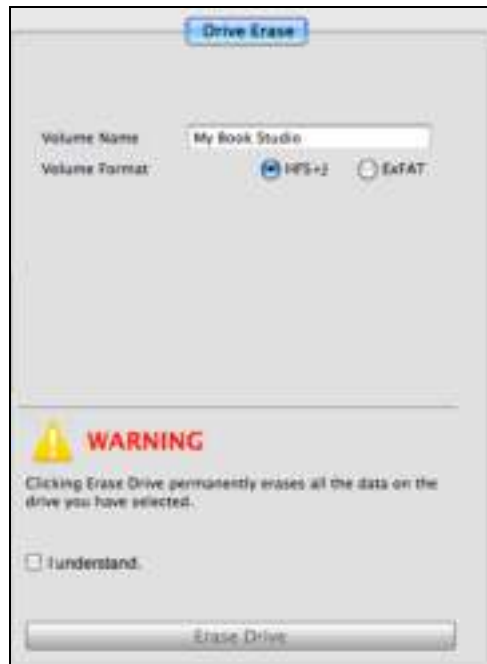 Drive Erase
Volume Name My Book Studio
Volume Format HFS+J ExFAT
WARNING
Clicking Erase Drive permanently erases all the data on the
drive you have selected.
I understand.
Erase Drive